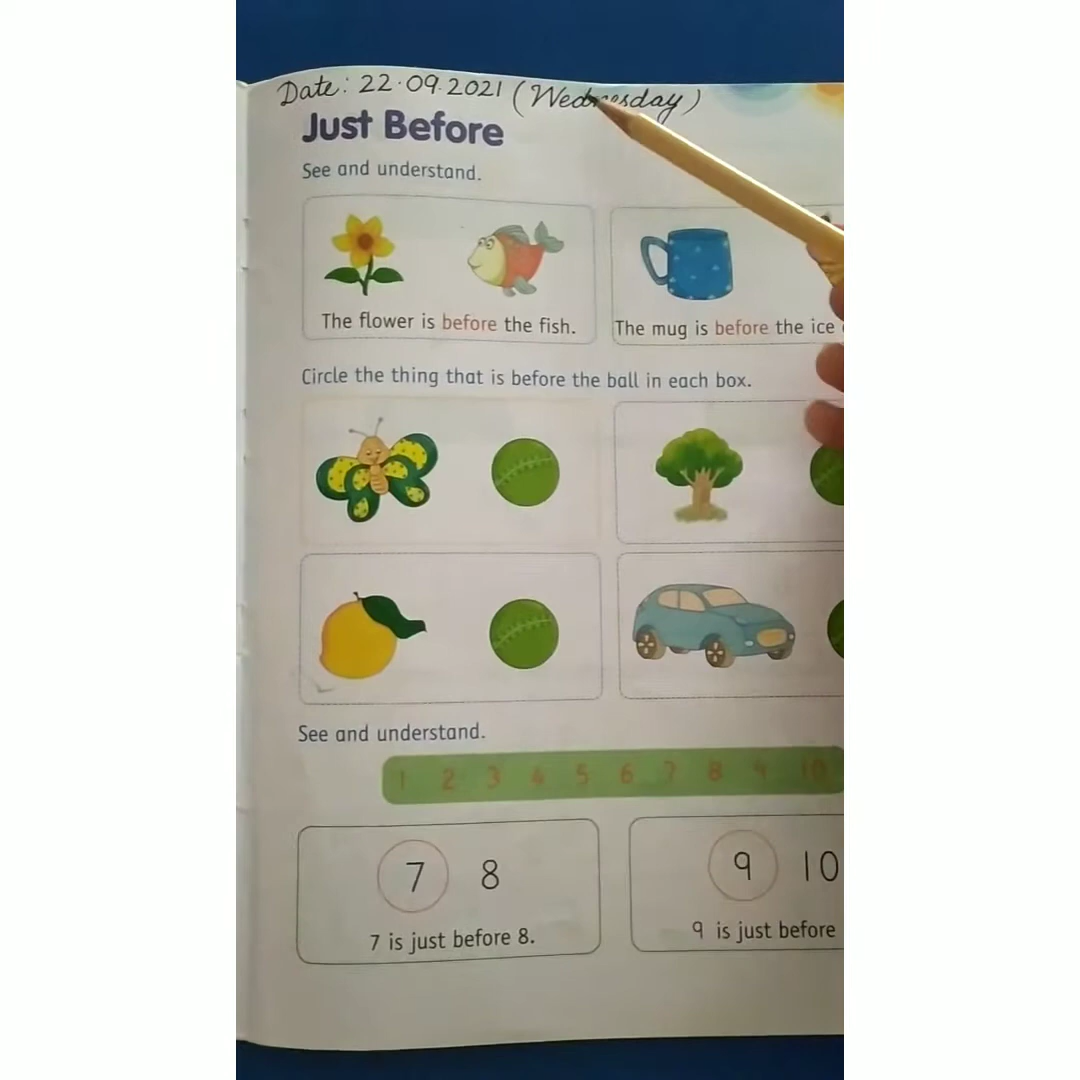 Date: 22.09.2021 (Wednesday)
Just Before
See and understand.
The flower is before the fish.
The mug is before the ice
Circle the thing that is before the ball in each box.
See and understand.
1 2 3 4 5 6 7 8 9 10
7 8
9 10
7 is just before 8.
9 is just before